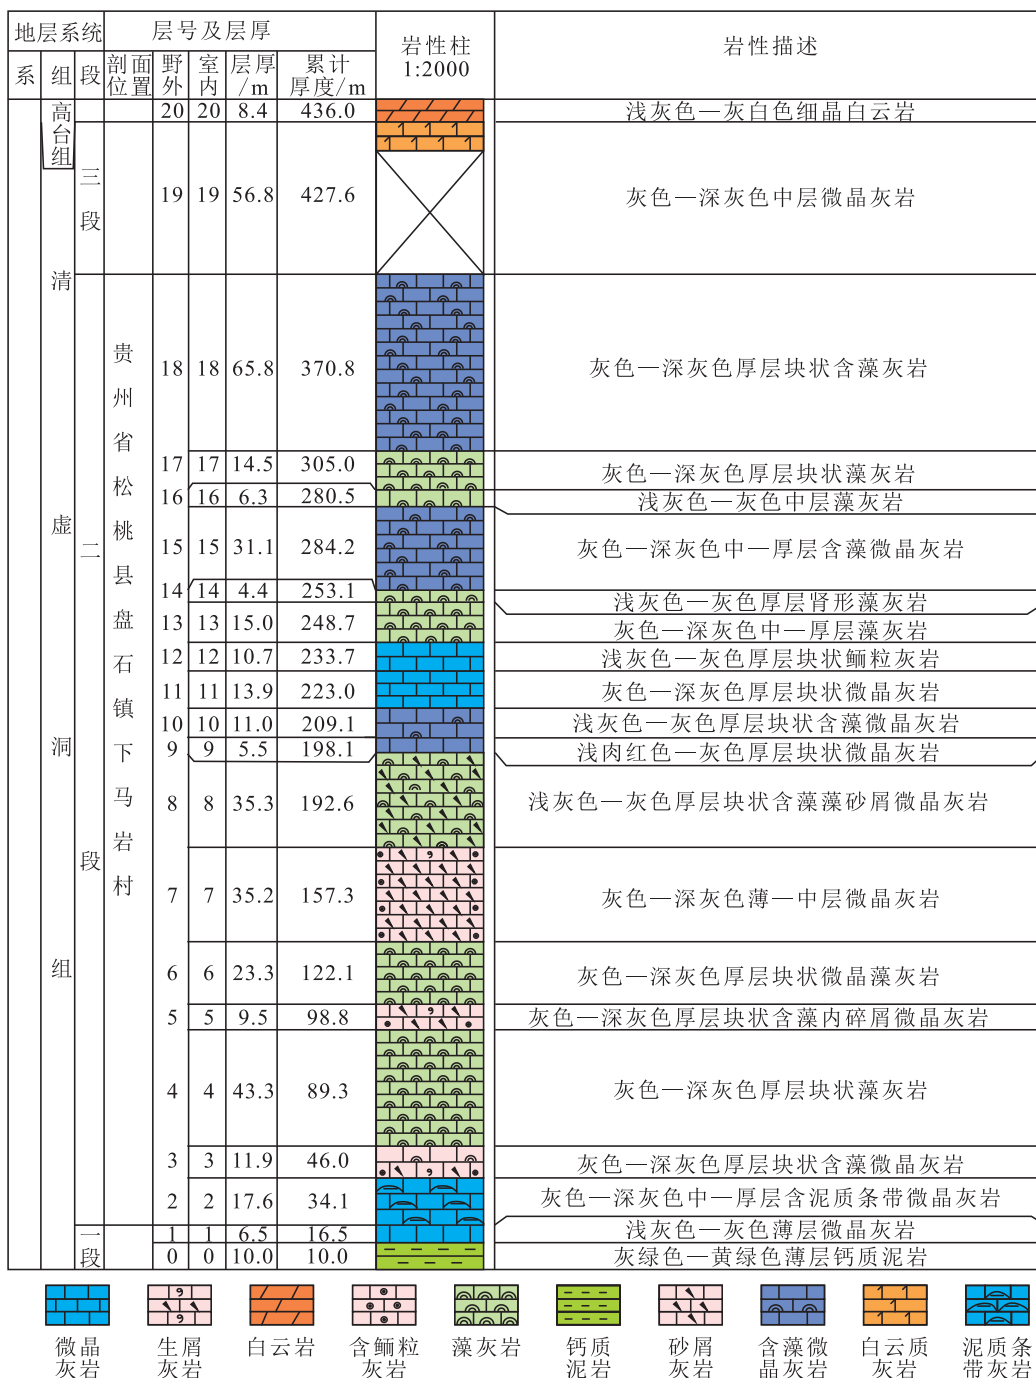 地层系统 层号及层厚 岩性柱 1:2000 岩性描述
系 组 段 剖面位置 野外 室内 层厚/m 累计厚度/m
高台组 20 20 8.4 436.0 浅灰色—灰白色细晶白云岩
三段 19 19 56.8 427.6 灰色—深灰色中层微晶灰岩
清虚洞组
二段
贵州省松桃县盘石镇下马岩村
18 18 65.8 370.8 灰色—深灰色厚层块状含藻灰岩
17 17 14.5 305.0 灰色—深灰色厚层块状藻灰岩
16 16 6.3 280.5 浅灰色—灰色中层藻灰岩
15 15 31.1 284.2 灰色—深灰色中—厚层含藻微晶灰岩
14 14 4.4 253.1 浅灰色—灰色厚层肾形藻灰岩
13 13 15.0 248.7 灰色—深灰色中—厚层藻灰岩
12 12 10.7 233.7 浅灰色—灰色厚层块状鲕粒灰岩
11 11 13.9 223.0 灰色—深灰色厚层块状微晶灰岩
10 10 11.0 209.1 浅灰色—灰色厚层块状含藻微晶灰岩
9 9 5.5 198.1 浅肉红色—灰色厚层块状微晶灰岩
8 8 35.3 192.6 浅灰色—灰色厚层块状含藻藻砂屑微晶灰岩
7 7 35.2 157.3 灰色—深灰色薄—中层微晶灰岩
6 6 23.3 122.1 灰色—深灰色厚层块状微晶藻灰岩
5 5 9.5 98.8 灰色—深灰色厚层块状含藻内碎屑微晶灰岩
4 4 43.3 89.3 灰色—深灰色厚层块状藻灰岩
3 3 11.9 46.0 灰色—深灰色厚层块状含藻微晶灰岩
2 2 17.6 34.1 灰色—深灰色中—厚层含泥质条带微晶灰岩
一段 1 1 6.5 16.5 浅灰色—灰色薄层微晶灰岩
0 0 10.0 10.0 灰绿色—黄绿色薄层钙质泥岩
微晶灰岩 生屑灰岩 白云岩 含鲕粒灰岩 藻灰岩 钙质泥岩 砂屑灰岩 含藻微晶灰岩 白云质灰岩 泥质条带灰岩